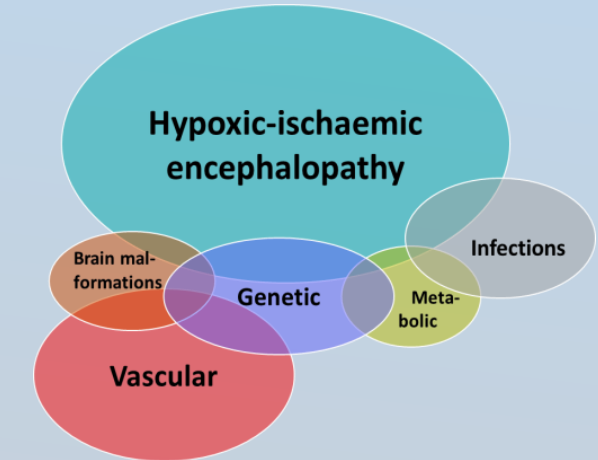 Hypoxic-ischaemic
encephalopathy
Infections
Brain mal-
formations
Genetic
Meta-
bolic
Vascular